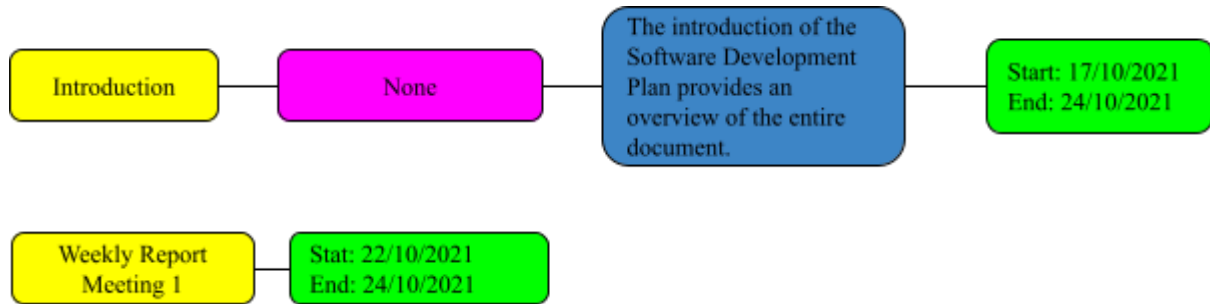 Introduction
None
The introduction of the
Software Development
Plan provides an
overview of the entire
document.
Start: 17/10/2021
End: 24/10/2021
Weekly Report
Meeting 1
Stat: 22/10/2021
End: 24/10/2021